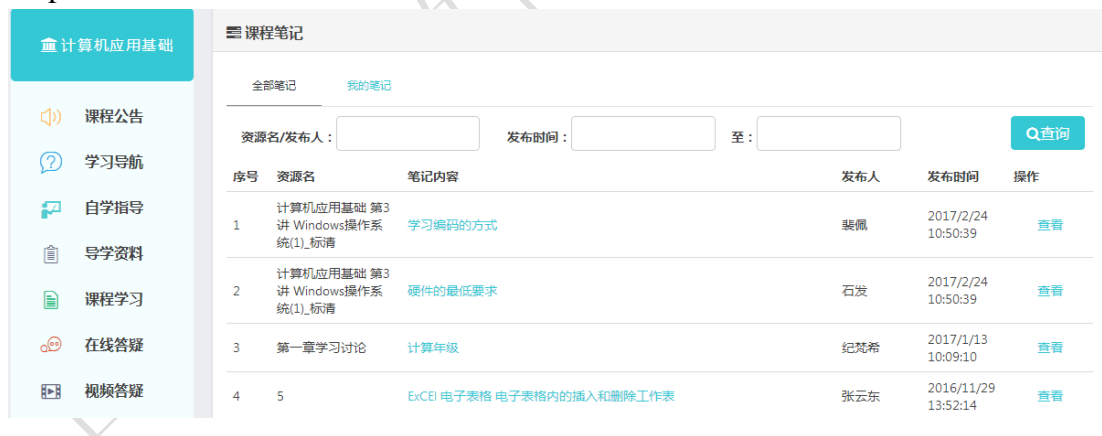 计算机应用基础
课程公告
学习导航
自学指导
导学资料
课程学习
在线答疑
视频答疑
课程笔记
全部笔记 我的笔记
资源名/发布人： 发布时间： 至： 查询
序号 资源名 笔记内容 发布人 发布时间 操作
1 计算机应用基础 第3讲 Windows操作系统(1)_标清 学习编码的方式 裴佩 2017/2/24 10:50:39 查看
2 计算机应用基础 第3讲 Windows操作系统(1)_标清 硬件的最低要求 石发 2017/2/24 10:50:39 查看
3 第一章学习讨论 计算年级 纪梵希 2017/1/13 10:09:10 查看
4 5 ExCEl 电子表格 电子表格内的插入和删除工作表 张云东 2016/11/29 13:52:14 查看